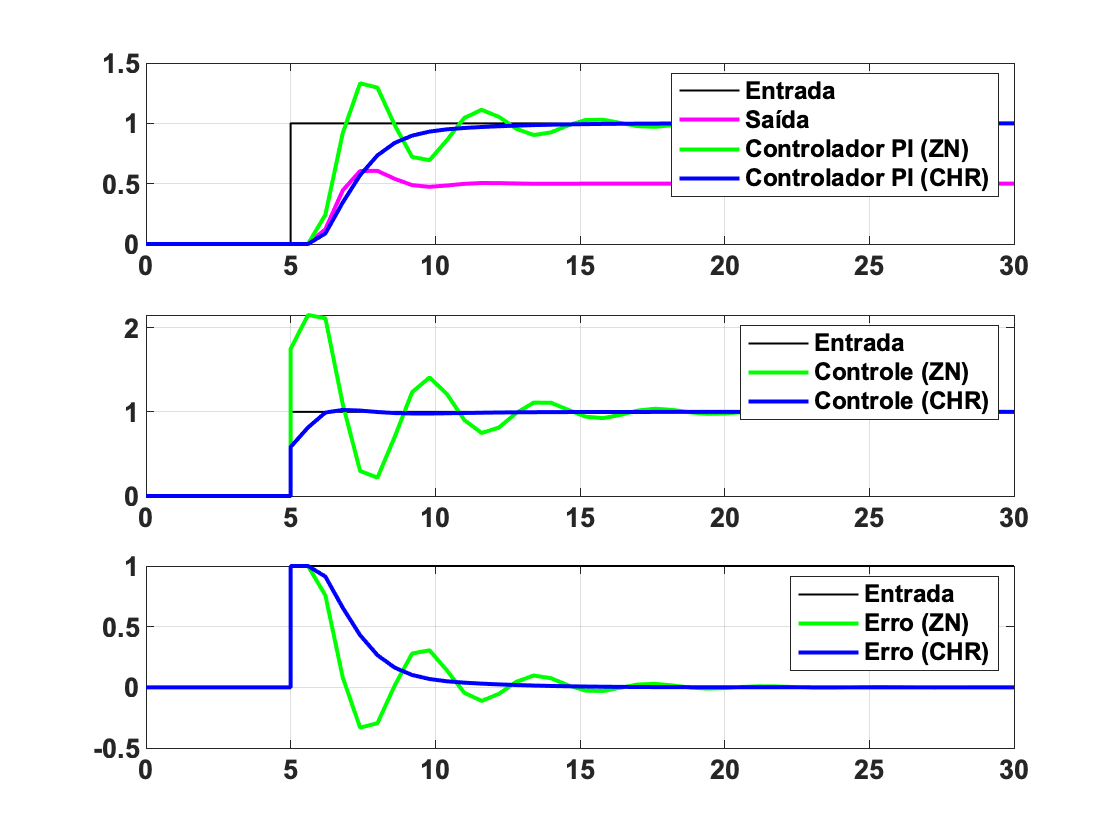 1.5
1
0.5
0
Entrada
Saída
Controlador PI (ZN)
Controlador PI (CHR)
0 5 10 15 20 25 30
2
1
0
Entrada
Controle (ZN)
Controle (CHR)
0 5 10 15 20 25 30
1
0.5
0
-0.5
Entrada
Erro (ZN)
Erro (CHR)
0 5 10 15 20 25 30